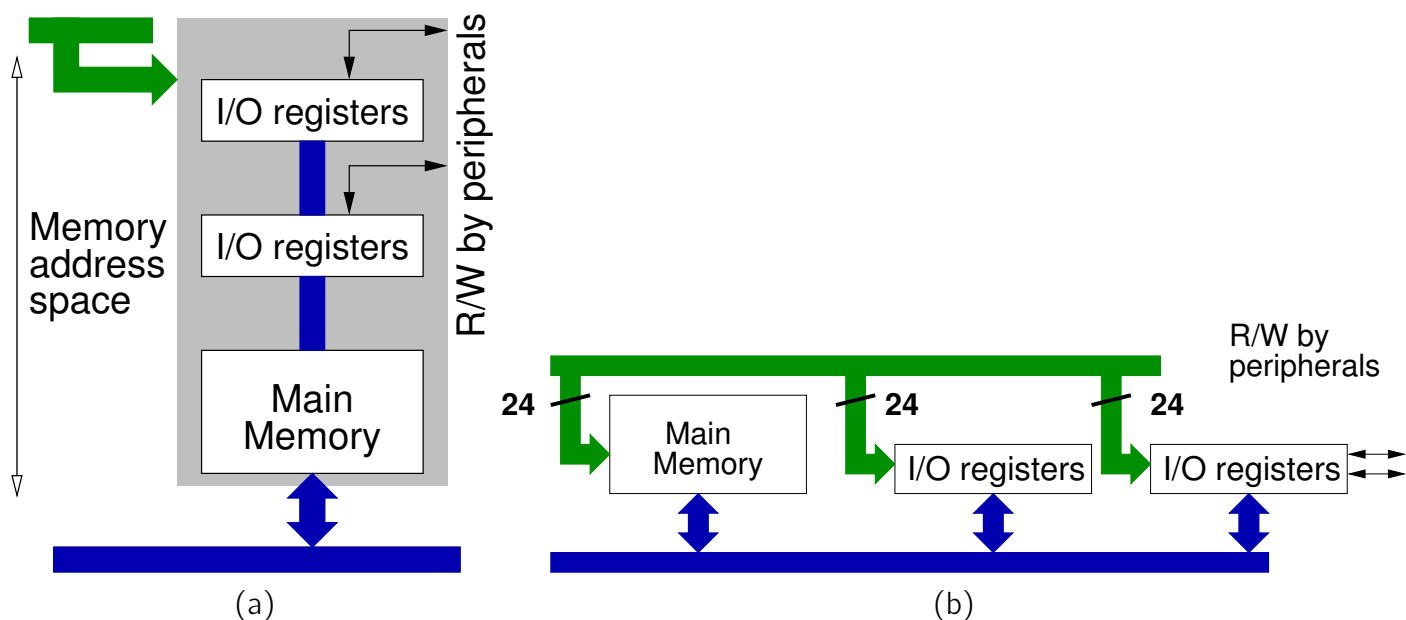 I/O registers
I/O registers
Memory
address
space
R/W by peripherals
Main
Memory
(a)
R/W by
peripherals
24
24
24
Main
Memory
I/O registers
I/O registers
(b)